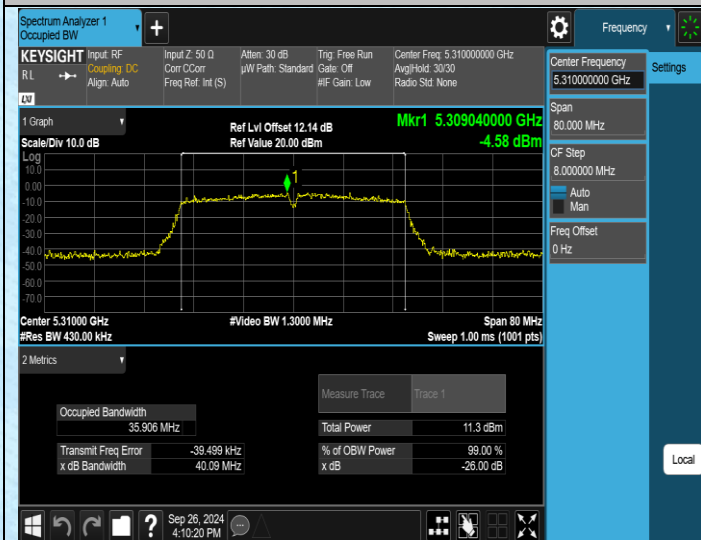 Spectrum Analyzer 1
Occupied BW
Frequency
KEYSIGHT
Input: RF
Coupling: DC
Align: Auto
Input Z: 50 Ω
Corr CCorr
Freq Ref: Int (S)
Atten: 30 dB
µW Path: Standard
Trig: Free Run
Gate: Off
#IF Gain: Low
Center Freq: 5.310000000 GHz
Avg|Hold: 30/30
Radio Std: None
RL
LXI
1 Graph
Scale/Div 10.0 dB
Ref Lvl Offset 12.14 dB
Ref Value 20.00 dBm
Mkr1 5.309040000 GHz
-4.58 dBm
Log
10.0
0.00
-10.0
-20.0
-30.0
-40.0
-50.0
-60.0
-70.0
1
Center 5.31000 GHz
#Res BW 430.00 kHz
#Video BW 1.3000 MHz
Span 80 MHz
Sweep 1.00 ms (1001 pts)
2 Metrics
Measure Trace
Trace 1
Occupied Bandwidth
35.906 MHz
Total Power 11.3 dBm
Transmit Freq Error -39.499 kHz
% of OBW Power 99.00 %
x dB Bandwidth 40.09 MHz
x dB -26.00 dB
Center Frequency
5.310000000 GHz
Settings
Span
80.000 MHz
CF Step
8.000000 MHz
Auto
Man
Freq Offset
0 Hz
Local
?
Sep 26, 2024
4:10:20 PM